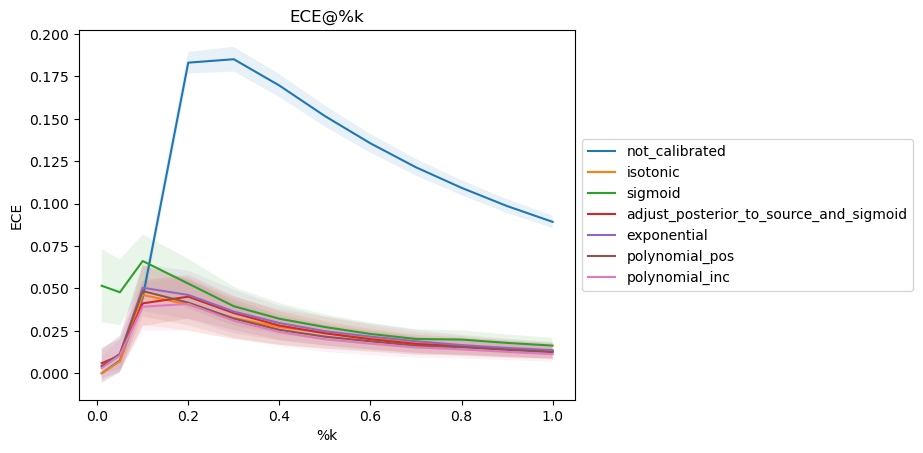 ECE@%k
0.200
0.175
0.150
0.125
0.100
0.075
0.050
0.025
0.000
ECE
0.0
0.2
0.4
0.6
0.8
1.0
%k
not_calibrated
isotonic
sigmoid
adjust_posterior_to_source_and_sigmoid
exponential
polynomial_pos
polynomial_inc